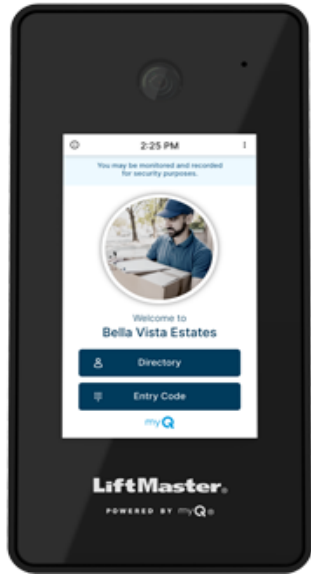 2:25 PM
You may be monitored and recorded
for security purposes.
Welcome to
Bella Vista Estates
Directory
Entry Code
myQ
LiftMaster®
POWERED BY myQ®